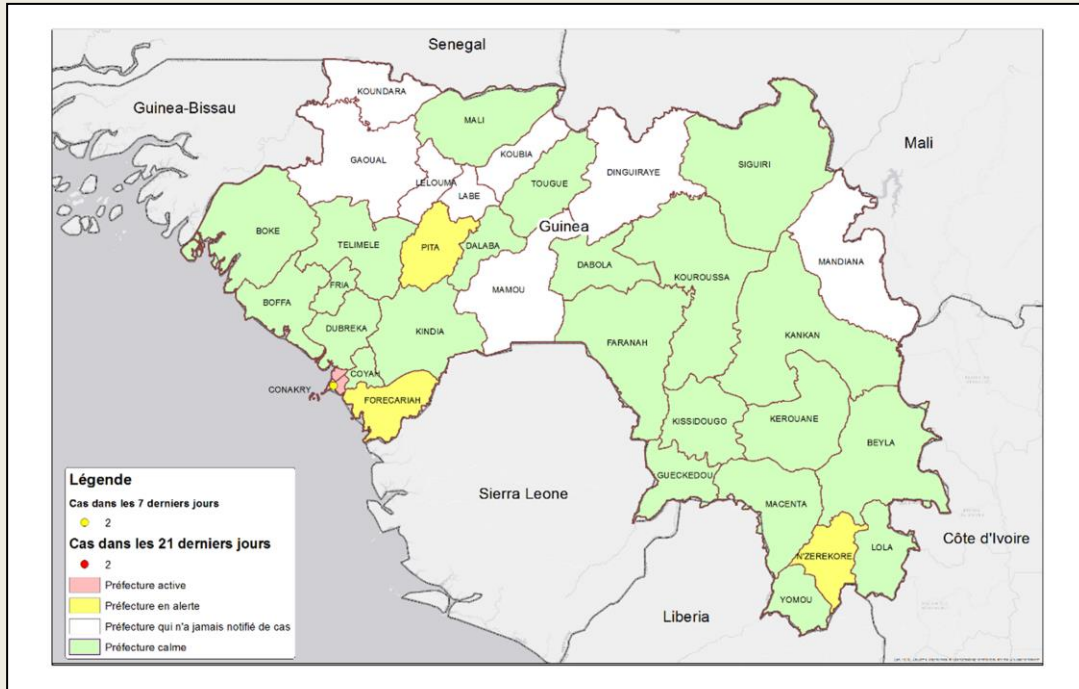 Senegal
Guinea-Bissau
KOUNDARA
MALI
Mali
KOUBIA
GAOUAL
SIGUIRI
DINGUIRAYE
LELOUMA
TOUGUE
LABE
Guinea
BOKE
TELIMELE
PITA
DALABA
MANDIANA
DABOLA
KOUROUSSA
FRIA
MAMOU
BOFFA
DUBREKA
KINDIA
KANKAN
FARANAH
COYAH
CONAKRY
FORECARIAH
KISSIDOUGO
KEROUANE
BEYLA
GUECKEDOU
Sierra Leone
MACENTA
Côte d'Ivoire
LOLA
N'ZEREKORE
YOMOU
Liberia
Légende
Cas dans les 7 derniers jours
2
Cas dans les 21 derniers jours
2
Préfecture active
Préfecture en alerte
Préfecture qui n'a jamais notifié de cas
Préfecture calme